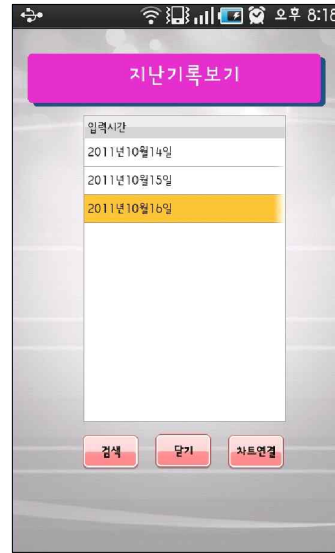 오후 8:18
지난기록보기
입력시간
2011년10월14일
2011년10월15일
2011년10월16일
검색 닫기 차트연결